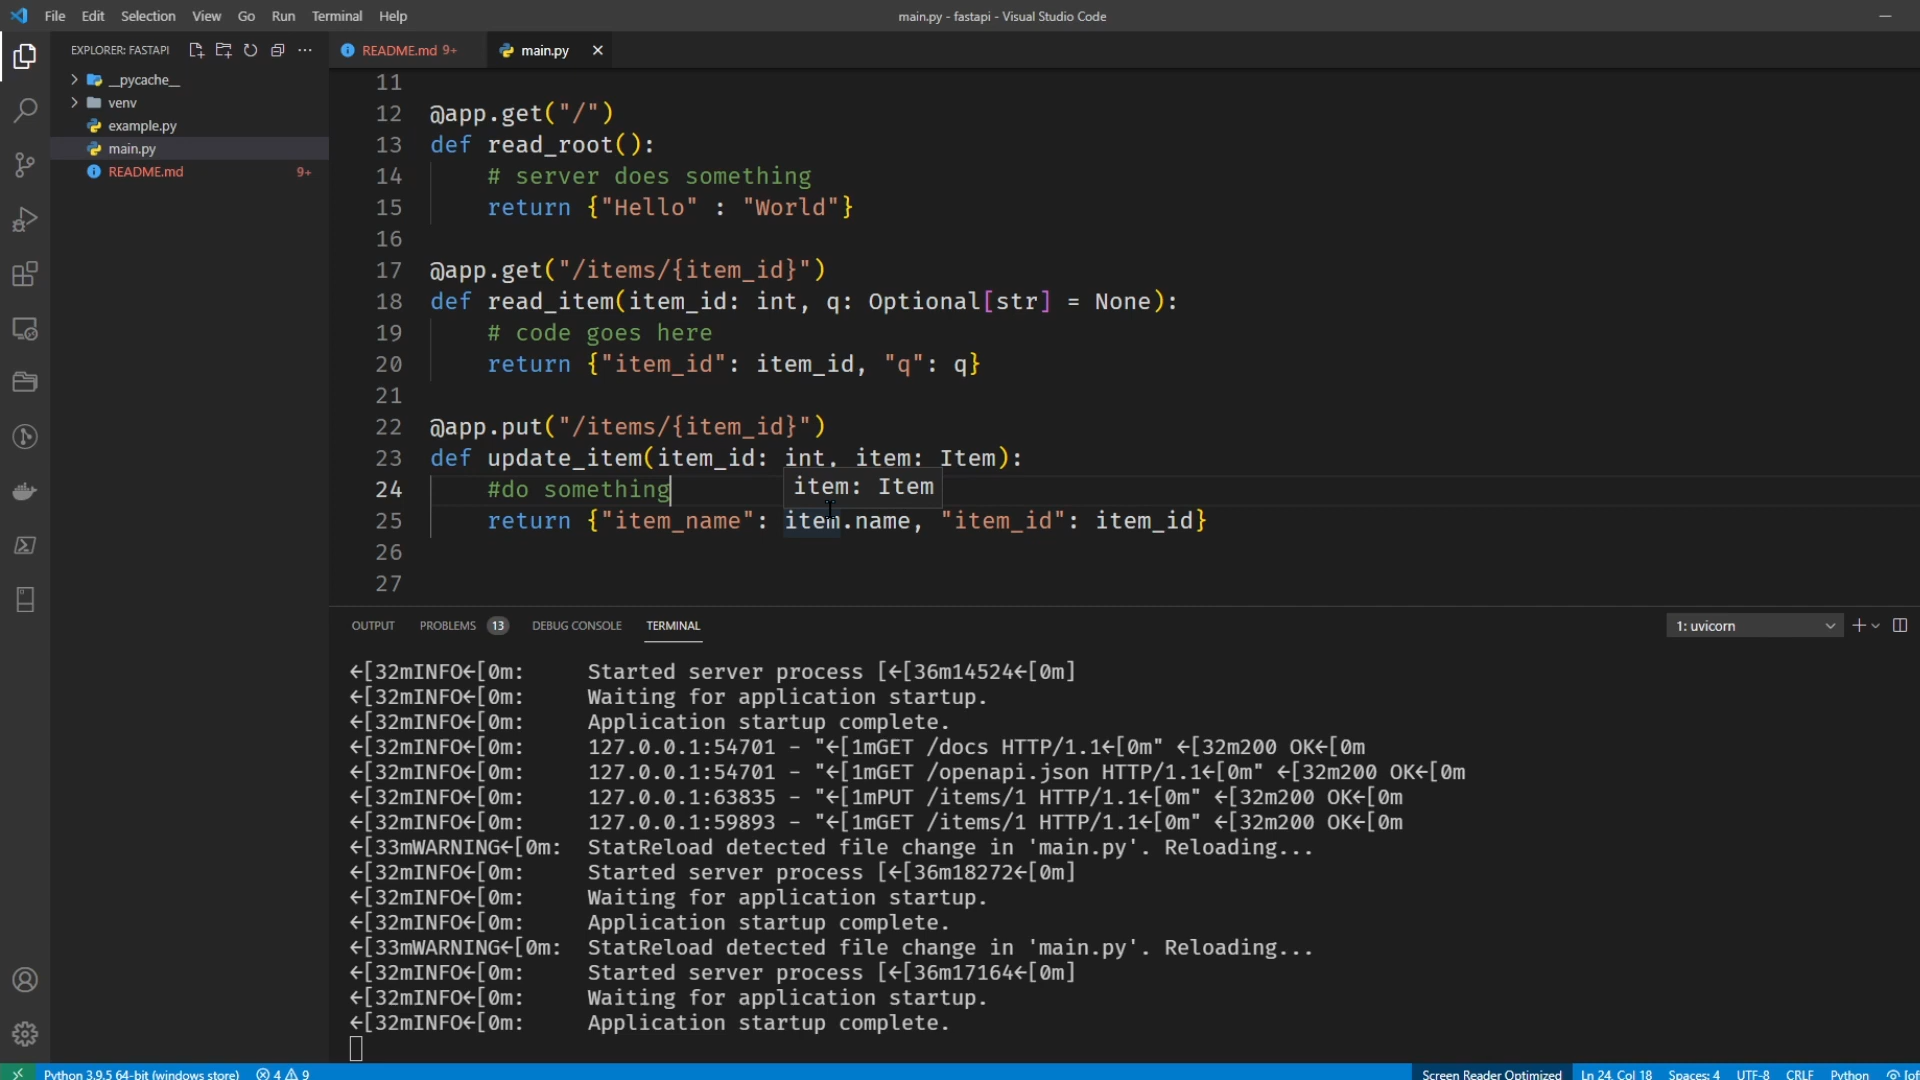 File Edit Selection View Go Run Terminal Help
main.py - fastapi - Visual Studio Code
EXPLORER: FASTAPI
__pycache__
venv
example.py
main.py
README.md 9+
README.md 9+
main.py
11
12 @app.get("/")
13 def read_root():
14 # server does something
15 return {"Hello" : "World"}
16
17 @app.get("/items/{item_id}")
18 def read_item(item_id: int, q: Optional[str] = None):
19 # code goes here
20 return {"item_id": item_id, "q": q}
21
22 @app.put("/items/{item_id}")
23 def update_item(item_id: int, item: Item):
24 #do something
item: Item
25 return {"item_name": item.name, "item_id": item_id}
26
27
OUTPUT PROBLEMS 13 DEBUG CONSOLE TERMINAL
1: uvicorn
←[32mINFO←[0m: Started server process [←[36m14524←[0m]
←[32mINFO←[0m: Waiting for application startup.
←[32mINFO←[0m: Application startup complete.
←[32mINFO←[0m: 127.0.0.1:54701 - "←[1mGET /docs HTTP/1.1←[0m" ←[32m200 OK←[0m
←[32mINFO←[0m: 127.0.0.1:54701 - "←[1mGET /openapi.json HTTP/1.1←[0m" ←[32m200 OK←[0m
←[32mINFO←[0m: 127.0.0.1:63835 - "←[1mPUT /items/1 HTTP/1.1←[0m" ←[32m200 OK←[0m
←[32mINFO←[0m: 127.0.0.1:59893 - "←[1mGET /items/1 HTTP/1.1←[0m" ←[32m200 OK←[0m
←[33mWARNING←[0m: StatReload detected file change in 'main.py'. Reloading...
←[32mINFO←[0m: Started server process [←[36m18272←[0m]
←[32mINFO←[0m: Waiting for application startup.
←[32mINFO←[0m: Application startup complete.
←[33mWARNING←[0m: StatReload detected file change in 'main.py'. Reloading...
←[32mINFO←[0m: Started server process [←[36m17164←[0m]
←[32mINFO←[0m: Waiting for application startup.
←[32mINFO←[0m: Application startup complete.
Python 3.9.5 64-bit (windows store) 4 9
Screen Reader Optimized Ln 24, Col 18 Spaces: 4 UTF-8 CRLF Python [of